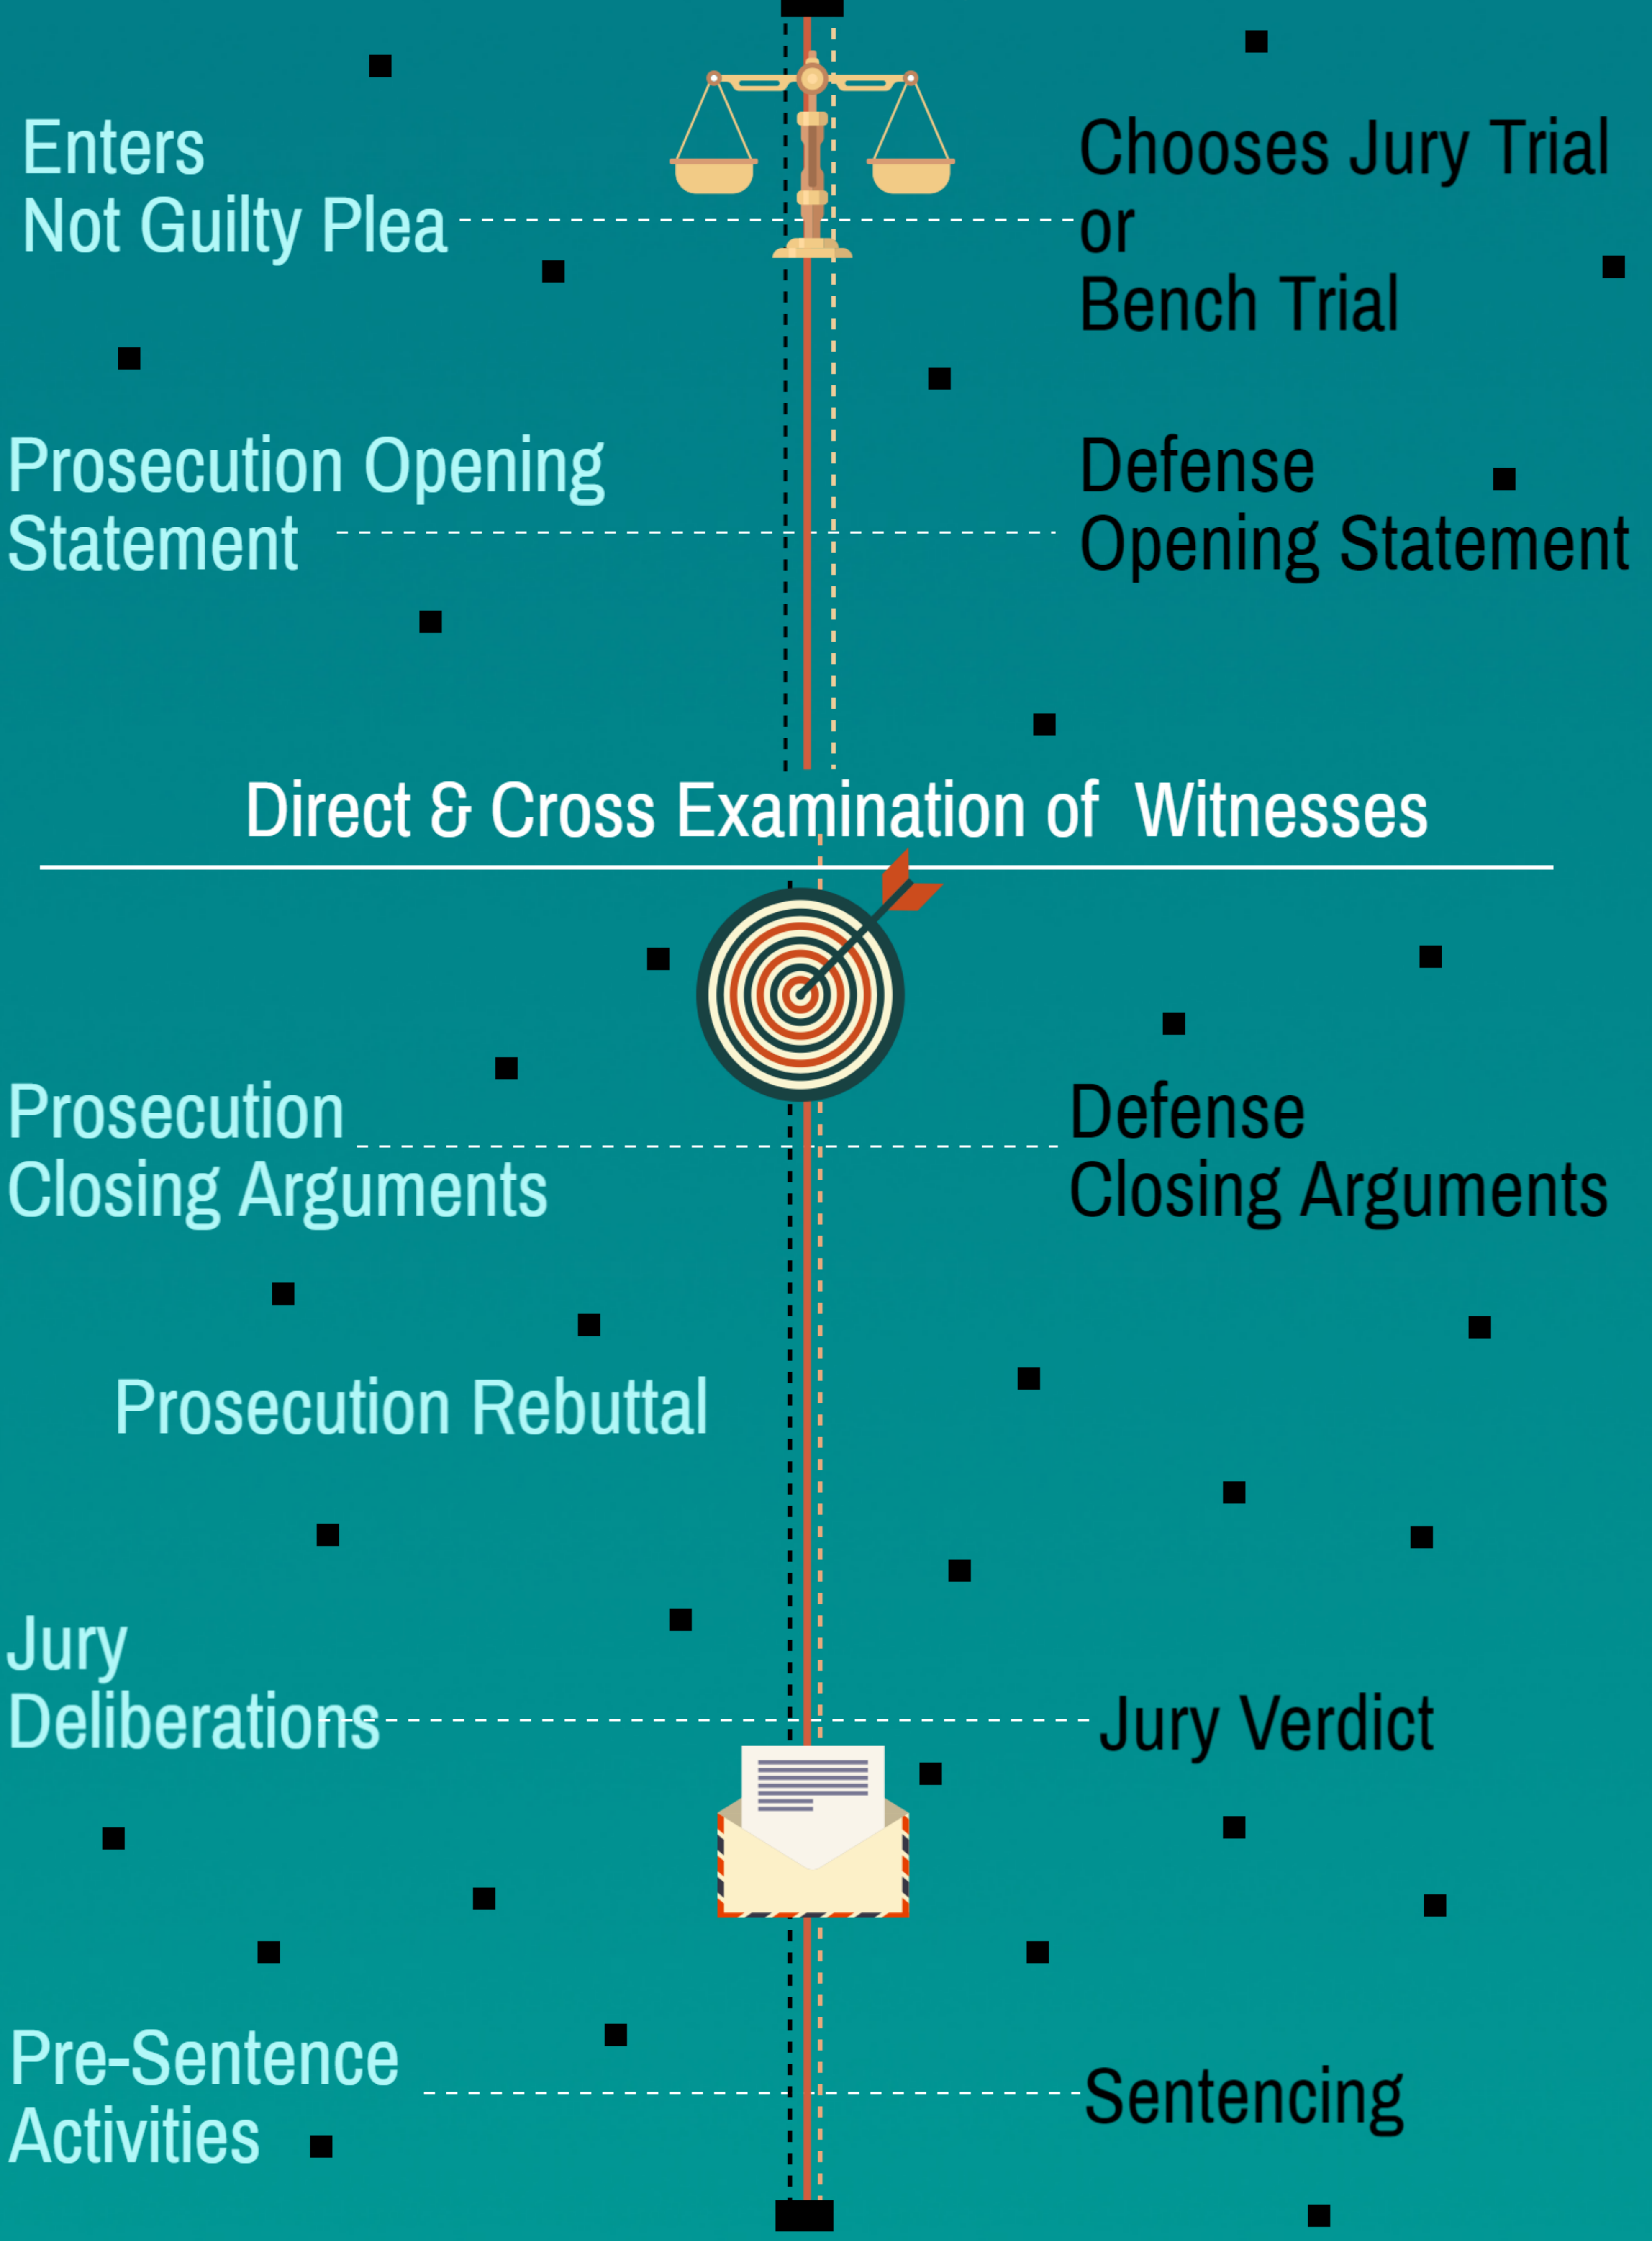 Enters
Not Guilty Plea
Chooses Jury Trial
or
Bench Trial
Prosecution Opening
Statement
Defense
Opening Statement
Direct & Cross Examination of  Witnesses
Prosecution
Closing Arguments
Defense
Closing Arguments
Prosecution Rebuttal
Jury
Deliberations
Jury Verdict
Pre-Sentence
Activities
Sentencing